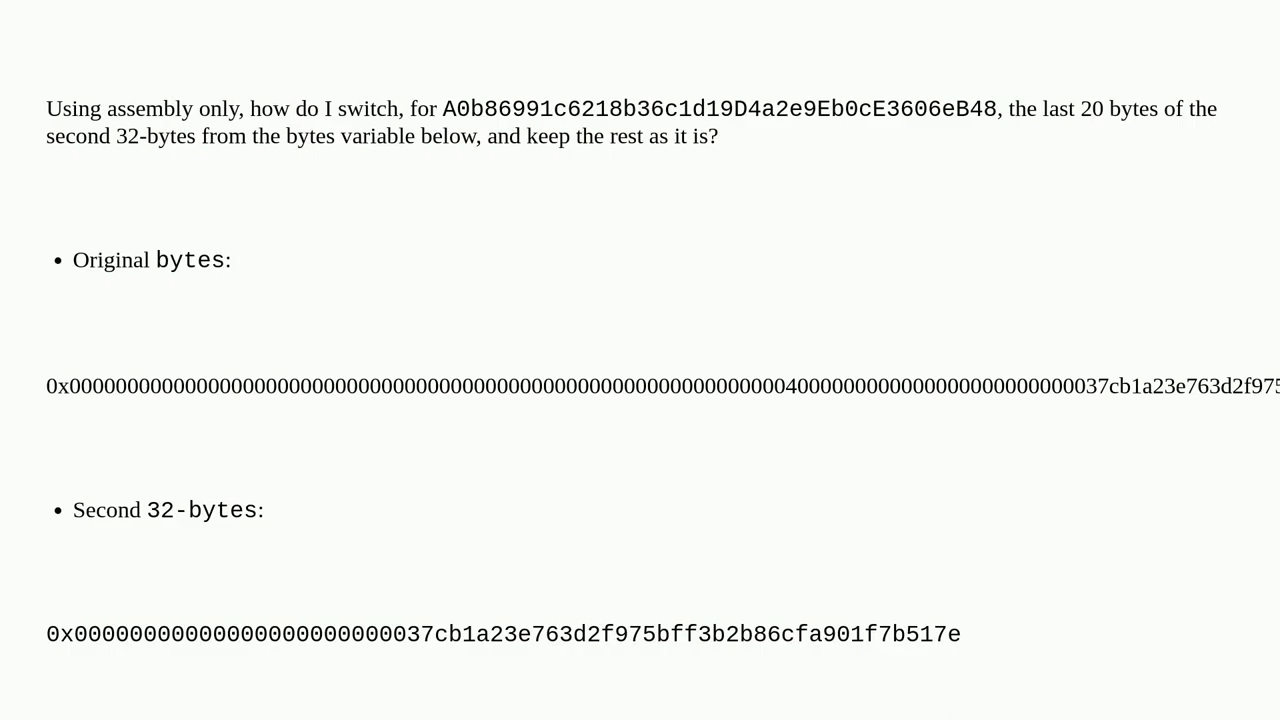 Using assembly only, how do I switch, for A0b86991c6218b36c1d19D4a2e9Eb0cE3606eB48, the last 20 bytes of the
second 32-bytes from the bytes variable below, and keep the rest as it is?
• Original bytes:
0x000000000000000000000000000000000000000000000000000000000000004000000000000000000000000037cb1a23e763d2f975
• Second 32-bytes:
0x00000000000000000000000037cb1a23e763d2f975bff3b2b86cfa901f7b517e